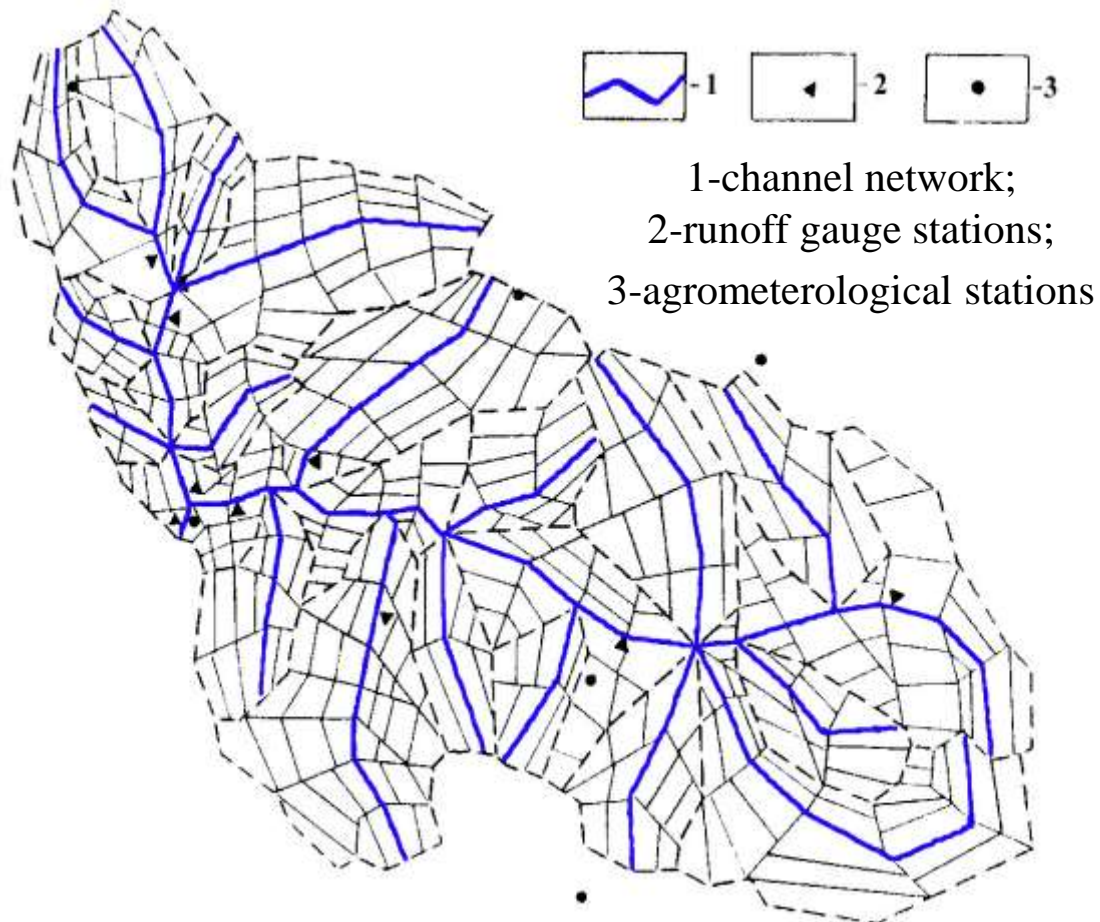 -1 -2 -3
1-channel network;
2-runoff gauge stations;
3-agrometerological stations